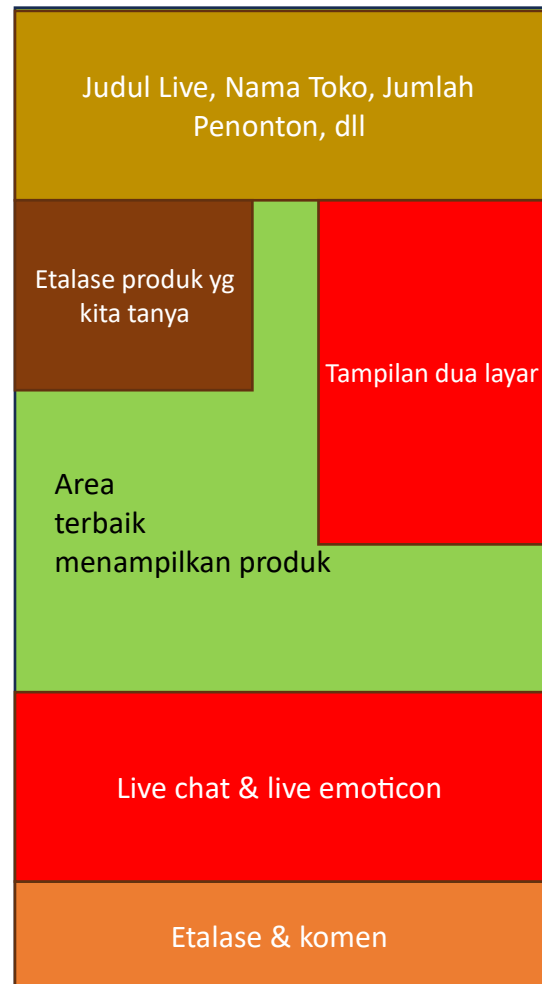 Judul Live, Nama Toko, Jumlah
Penonton, dll
Etalase produk yg
kita tanya
Tampilan dua layar
Area
terbaik
menampilkan produk
Live chat & live emoticon
Etalase & komen